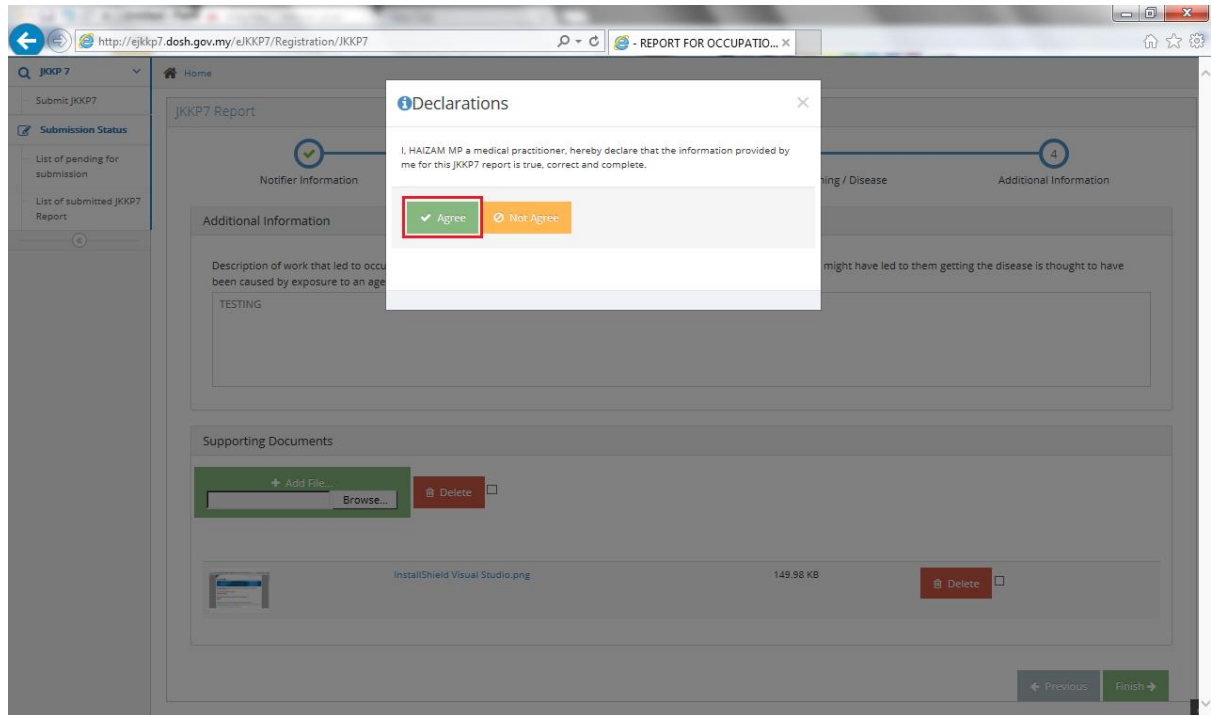 http://ejkkp7.dosh.gov.my/eJKKP7/Registration/JKKP7
- REPORT FOR OCCUPATIO...
JKKP 7
Submit JKKP7
Submission Status
List of pending for
submission
List of submitted JKKP7
Report
Home
JKKP7 Report
Declarations
I, HAIZAM MP a medical practitioner, hereby declare that the information provided by
me for this JKKP7 report is true, correct and complete.
Agree
Not Agree
Notifier Information
ning / Disease
4
Additional Information
Additional Information
Description of work that led to occu might have led to them getting the disease is thought to have
been caused by exposure to an age
TESTING
Supporting Documents
+ Add File...
Browse...
Delete
InstallShield Visual Studio.png 149.98 KB Delete
Previous
Finish